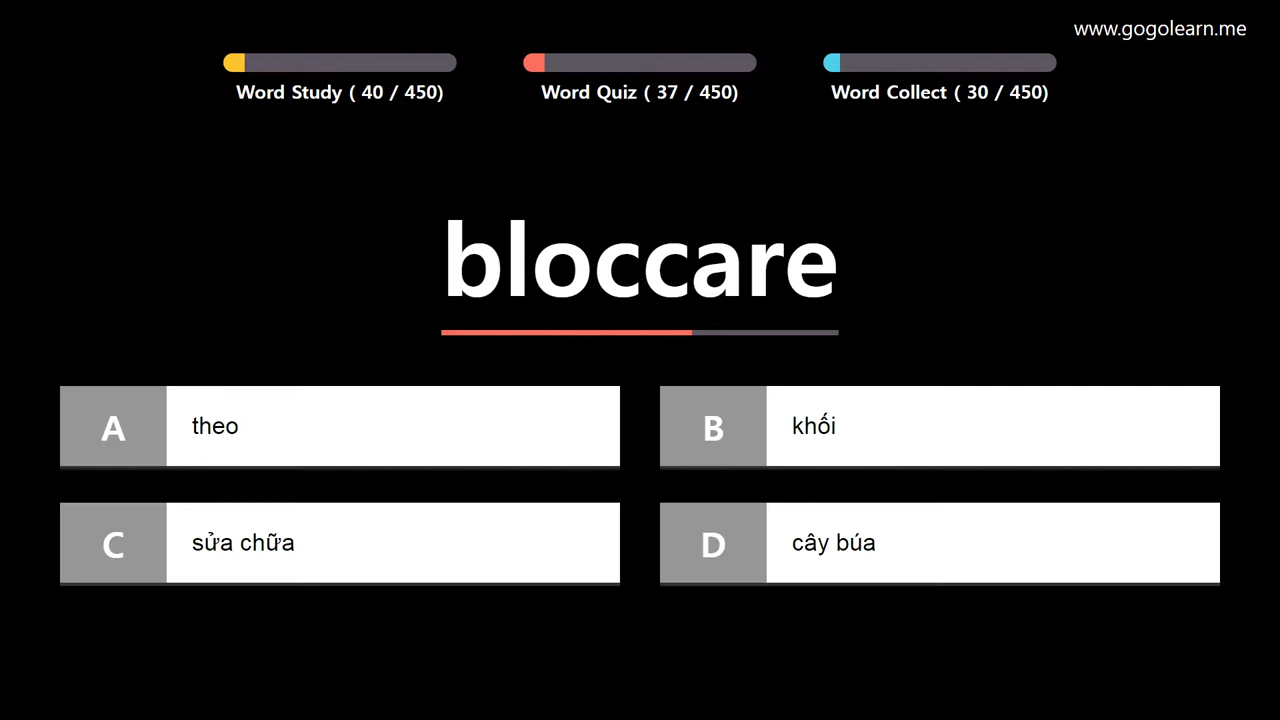 www.gogolearn.me
Word Study ( 40 / 450)
Word Quiz ( 37 / 450)
Word Collect ( 30 / 450)
bloccare
A theo
B khối
C sửa chữa
D cây búa